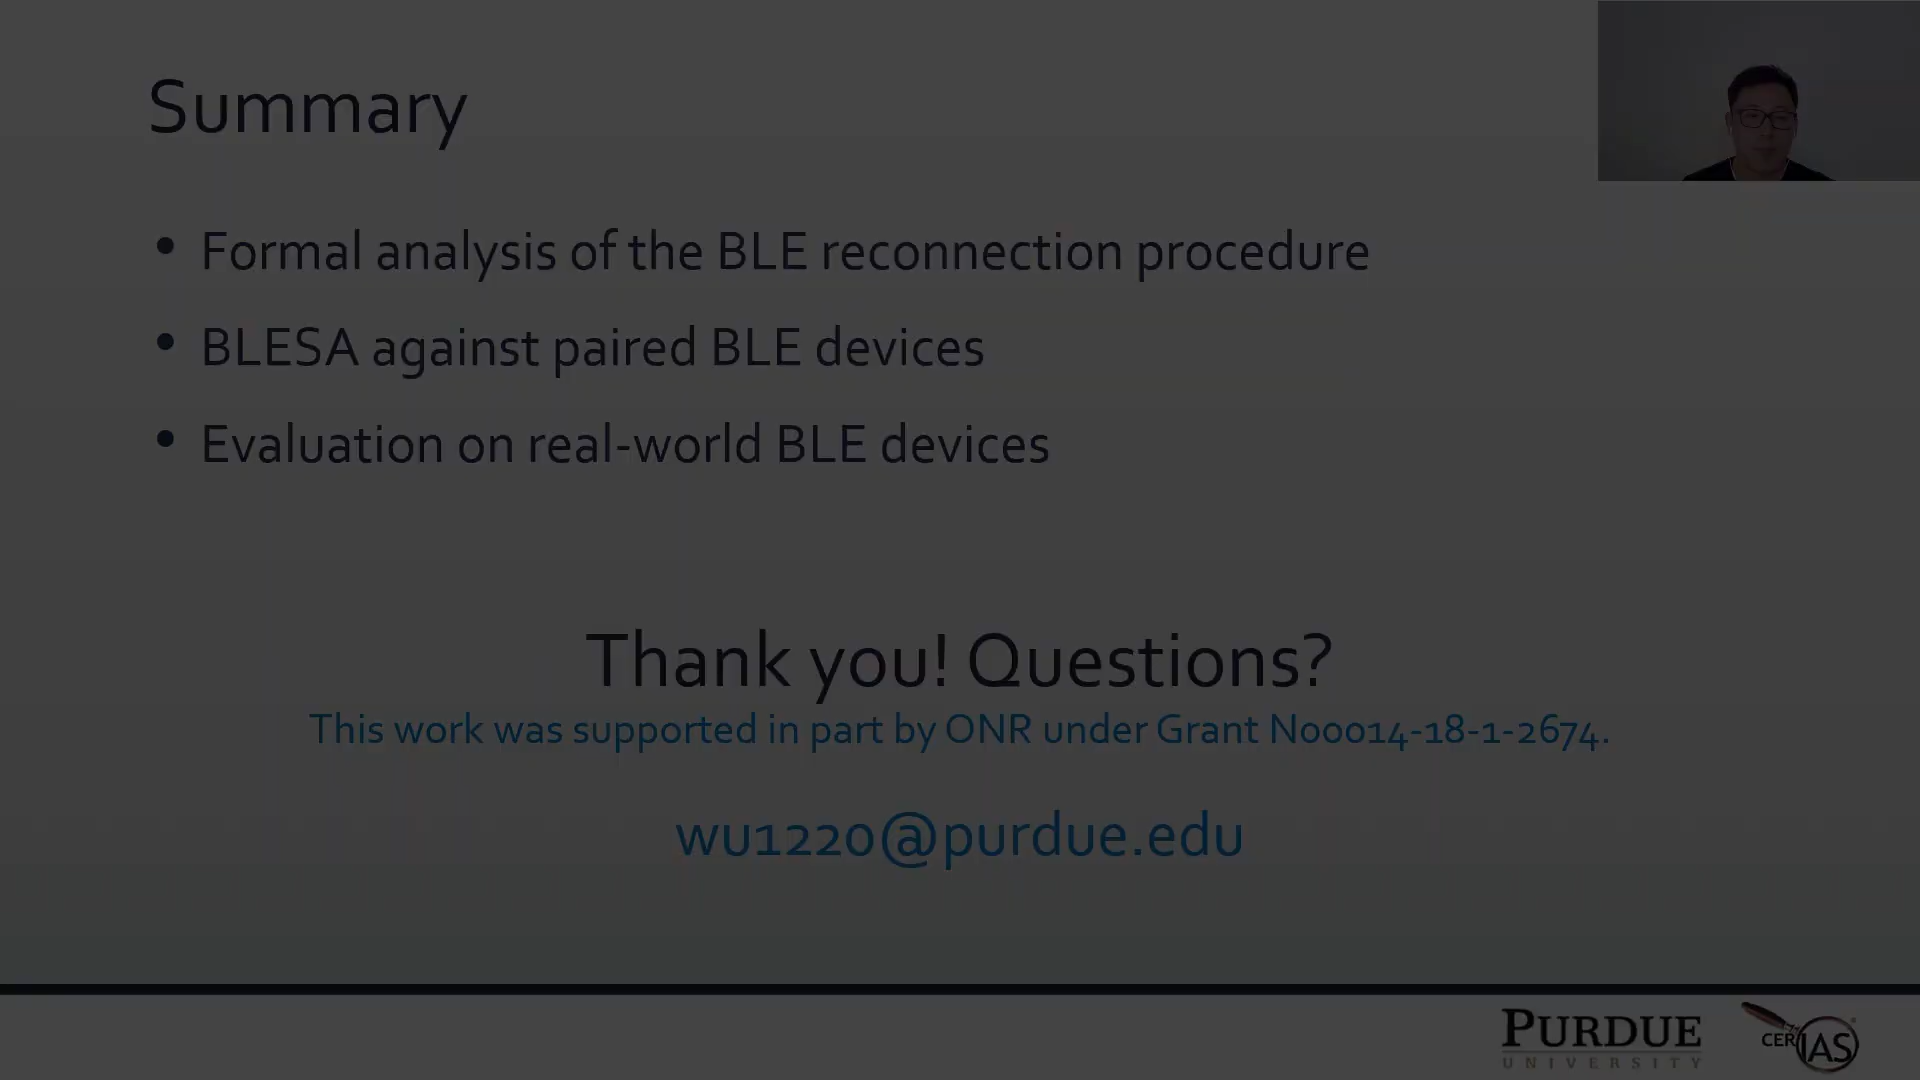 Summary
• Formal analysis of the BLE reconnection procedure
• BLESA against paired BLE devices
• Evaluation on real-world BLE devices
Thank you! Questions?
This work was supported in part by ONR under Grant N00014-18-1-2674.
wu1220@purdue.edu
PURDUE
UNIVERSITY
CERIAS